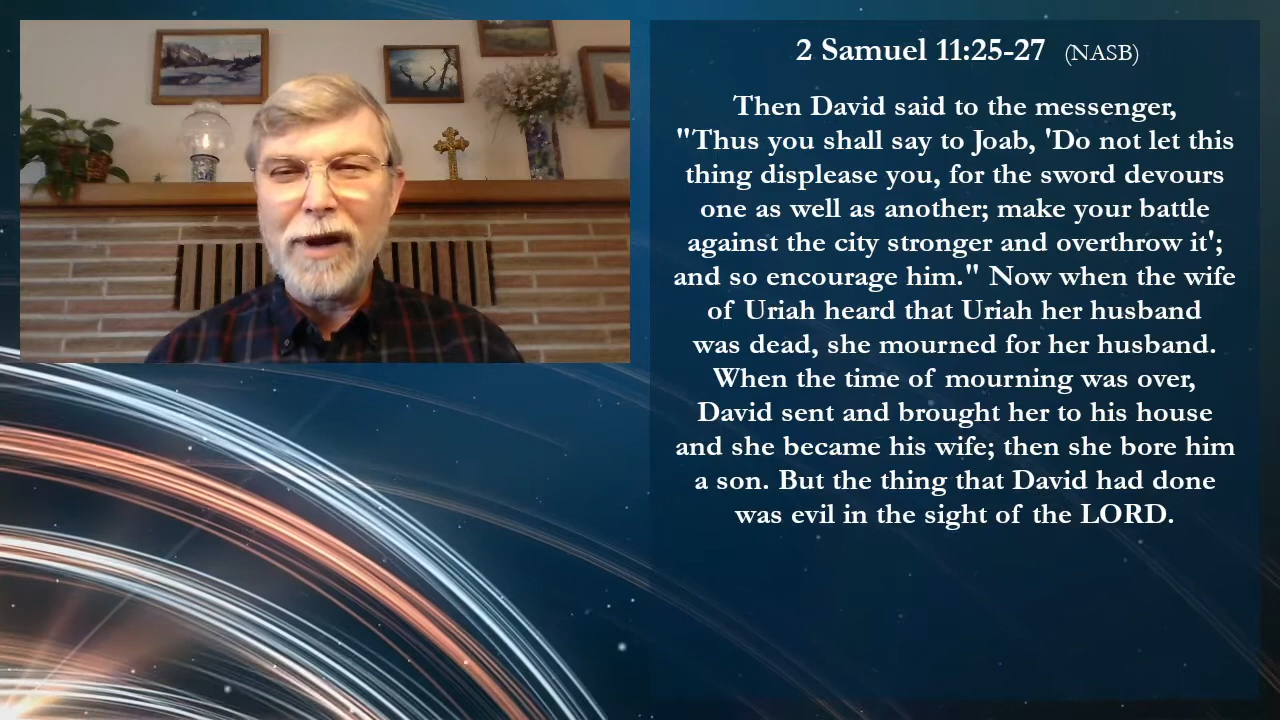 2 Samuel 11:25-27 (NASB)
Then David said to the messenger,
"Thus you shall say to Joab, 'Do not let this
thing displease you, for the sword devours
one as well as another; make your battle
against the city stronger and overthrow it';
and so encourage him." Now when the wife
of Uriah heard that Uriah her husband
was dead, she mourned for her husband.
When the time of mourning was over,
David sent and brought her to his house
and she became his wife; then she bore him
a son. But the thing that David had done
was evil in the sight of the LORD.